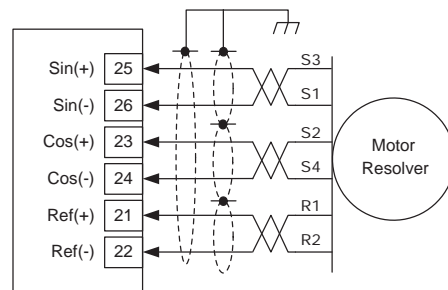 Sin(+) 25 S3
Sin(-) 26 S1
Cos(+) 23 S2
Cos(-) 24 S4
Ref(+) 21 R1
Ref(-) 22 R2
Motor
Resolver